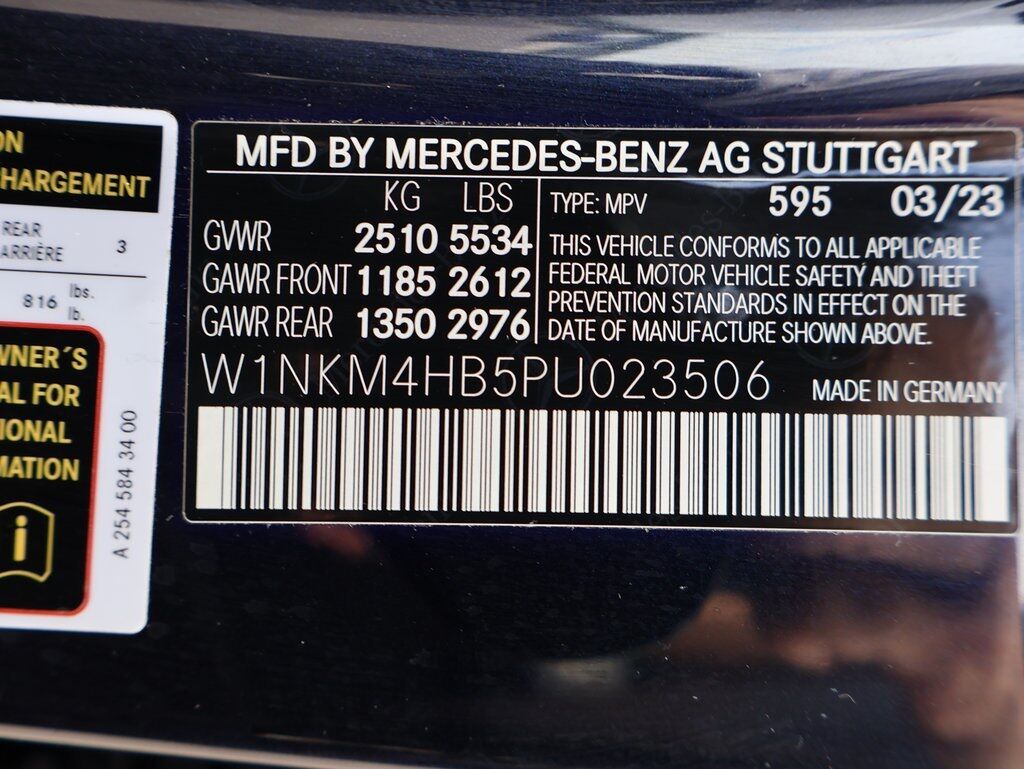 ON
HARGEMENT
REAR
ARRIÈRE 3
816 lbs.
lb.
WNER´S
AL FOR
IONAL
MATION
i
A 254 584 34 00
MFD BY MERCEDES-BENZ AG STUTTGART
KG LBS
GVWR 2510 5534
GAWR FRONT 1185 2612
GAWR REAR 1350 2976
TYPE: MPV 595 03/23
THIS VEHICLE CONFORMS TO ALL APPLICABLE
FEDERAL MOTOR VEHICLE SAFETY AND THEFT
PREVENTION STANDARDS IN EFFECT ON THE
DATE OF MANUFACTURE SHOWN ABOVE.
W1NKM4HB5PU023506 MADE IN GERMANY